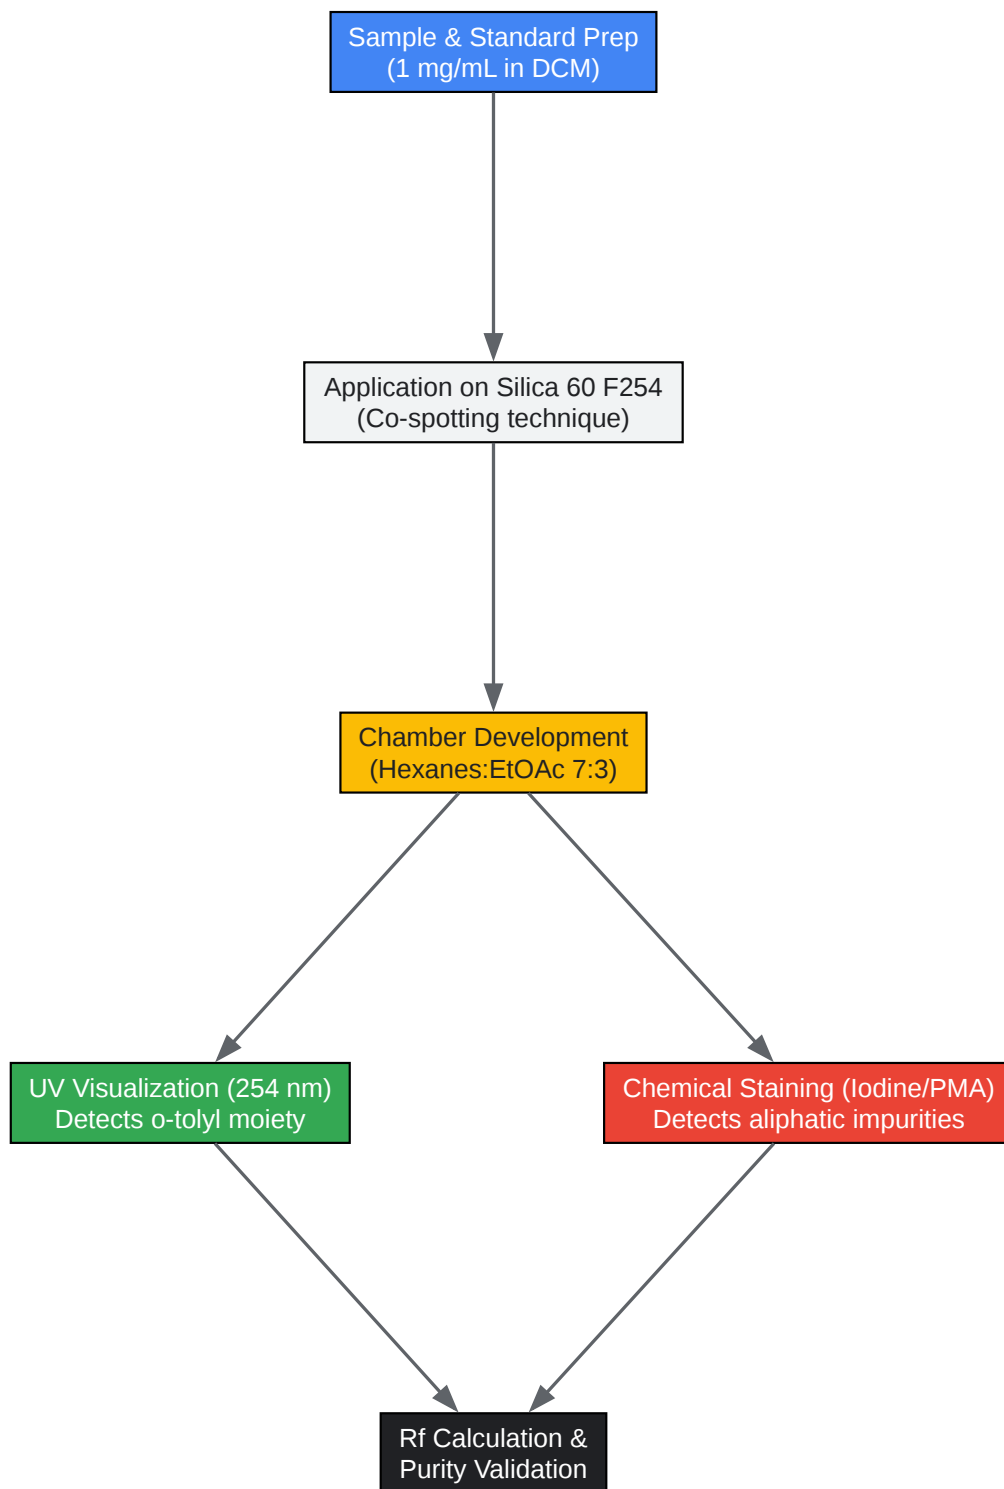 Sample & Standard Prep
(1 mg/mL in DCM)
Application on Silica 60 F254
(Co-spotting technique)
Chamber Development
(Hexanes:EtOAc 7:3)
UV Visualization (254 nm)
Detects o-tolyl moiety
Chemical Staining (Iodine/PMA)
Detects aliphatic impurities
Rf Calculation &
Purity Validation